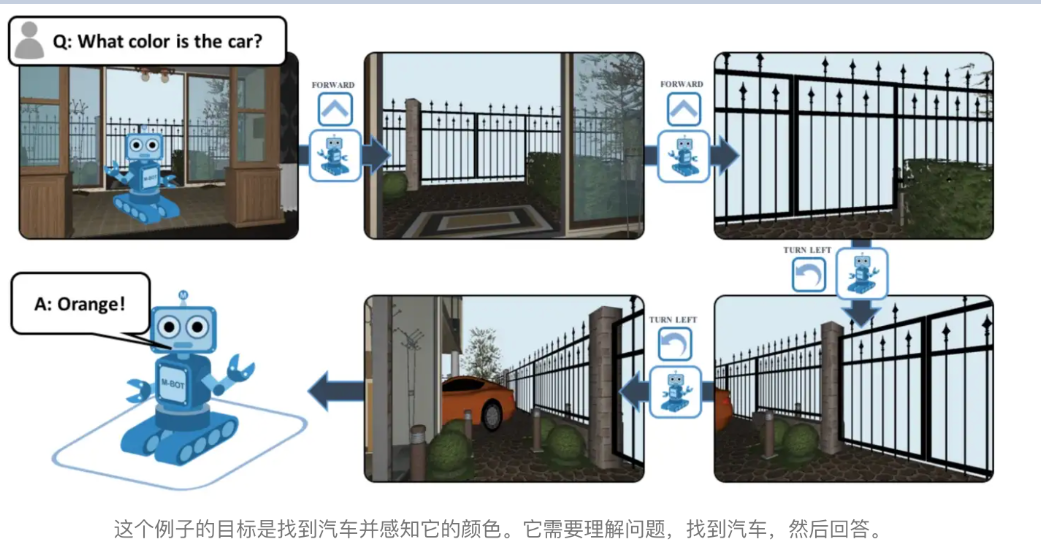 Q: What color is the car?
FORWARD
FORWARD
M-BOT
TURN LEFT
TURN LEFT
A: Orange!
M
M-BOT
这个例子的目标是找到汽车并感知它的颜色。它需要理解问题，找到汽车，然后回答。